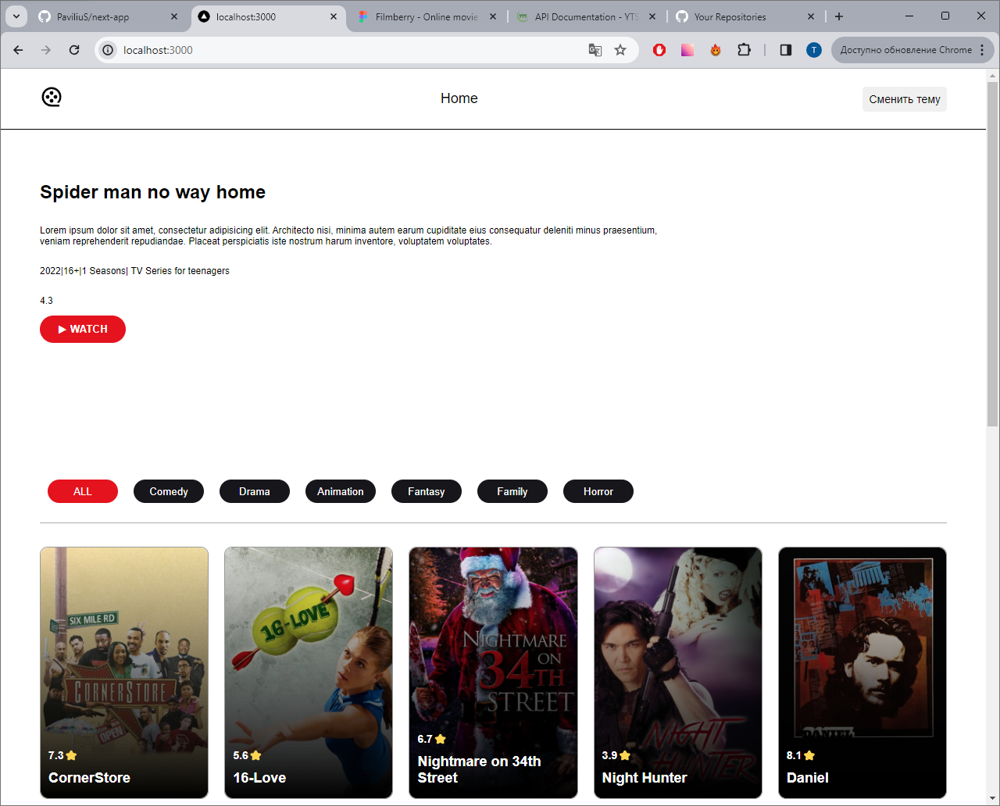 PaviliuS/next-app
localhost:3000
Filmberry - Online movie
API Documentation - YTS
Your Repositories
localhost:3000
T
Доступно обновление Chrome
Home
Сменить тему
Spider man no way home
Lorem ipsum dolor sit amet, consectetur adipisicing elit. Architecto nisi, minima autem earum cupiditate eius consequatur deleniti minus praesentium,
veniam reprehenderit repudiandae. Placeat perspiciatis iste nostrum harum inventore, voluptatem voluptates.
2022|16+|1 Seasons| TV Series for teenagers
4.3
WATCH
ALL
Comedy
Drama
Animation
Fantasy
Family
Horror
SIX MILE RD
CORNERSTORE
OPEN
7.3
CornerStore
16-LOVE
5.6
16-Love
NIGHTMARE
ON
34TH
STREET
6.7
Nightmare on 34th
Street
NIGHT
HUNTER
3.9
Night Hunter
DANIEL
8.1
Daniel